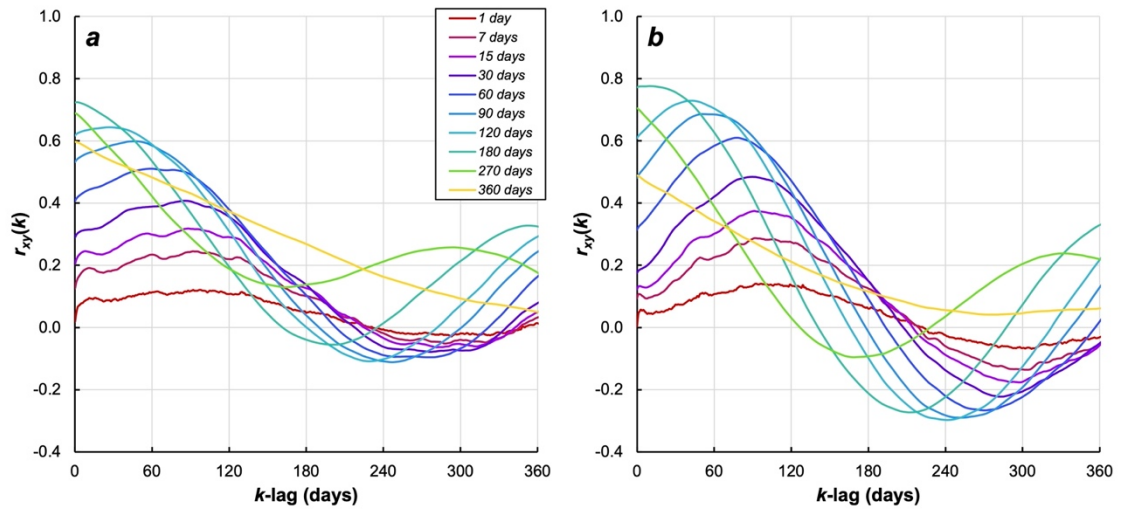 a
1.0
0.8
0.6
0.4
0.2
0.0
-0.2
-0.4
r_xy(k)
0 60 120 180 240 300 360
k-lag (days)
1 day
7 days
15 days
30 days
60 days
90 days
120 days
180 days
270 days
360 days
b
1.0
0.8
0.6
0.4
0.2
0.0
-0.2
-0.4
r_xy(k)
0 60 120 180 240 300 360
k-lag (days)